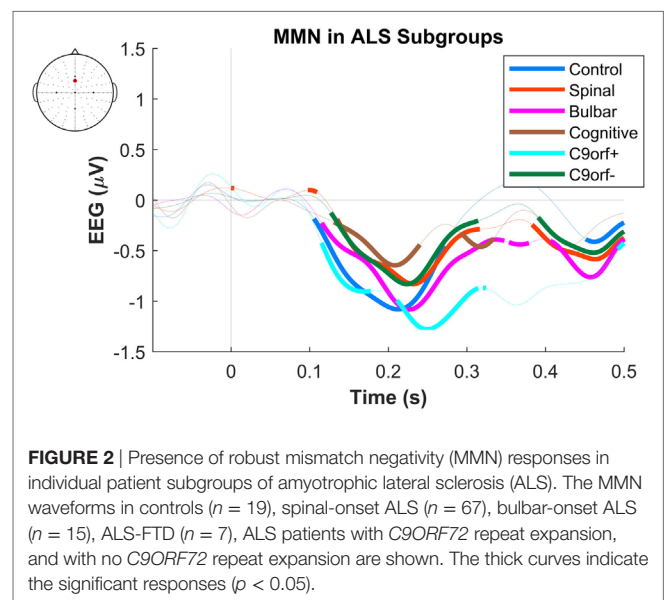 MMN in ALS Subgroups
1.5
1
0.5
0
-0.5
-1
-1.5
EEG (μV)
Control
Spinal
Bulbar
Cognitive
C9orf+
C9orf-
0 0.1 0.2 0.3 0.4 0.5
Time (s)
FIGURE 2 | Presence of robust mismatch negativity (MMN) responses in
individual patient subgroups of amyotrophic lateral sclerosis (ALS). The MMN
waveforms in controls (n = 19), spinal-onset ALS (n = 67), bulbar-onset ALS
(n = 15), ALS-FTD (n = 7), ALS patients with C9ORF72 repeat expansion,
and with no C9ORF72 repeat expansion are shown. The thick curves indicate
the significant responses (p < 0.05).